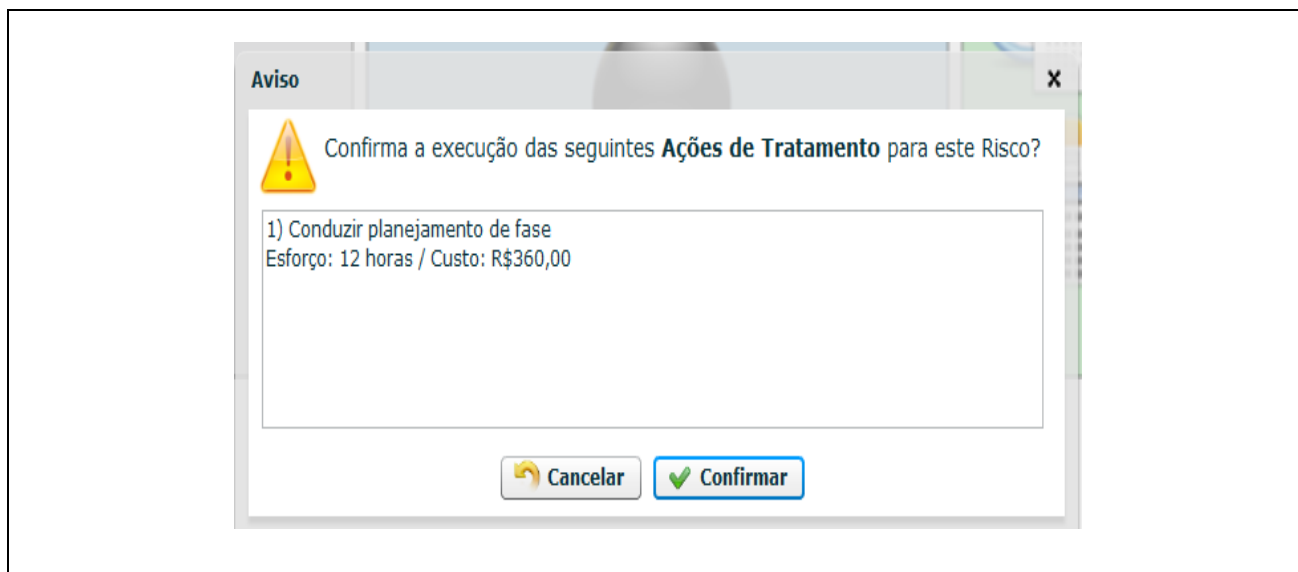 Aviso
x
Confirma a execução das seguintes Ações de Tratamento para este Risco?
1) Conduzir planejamento de fase
Esforço: 12 horas / Custo: R$360,00
Cancelar
Confirmar